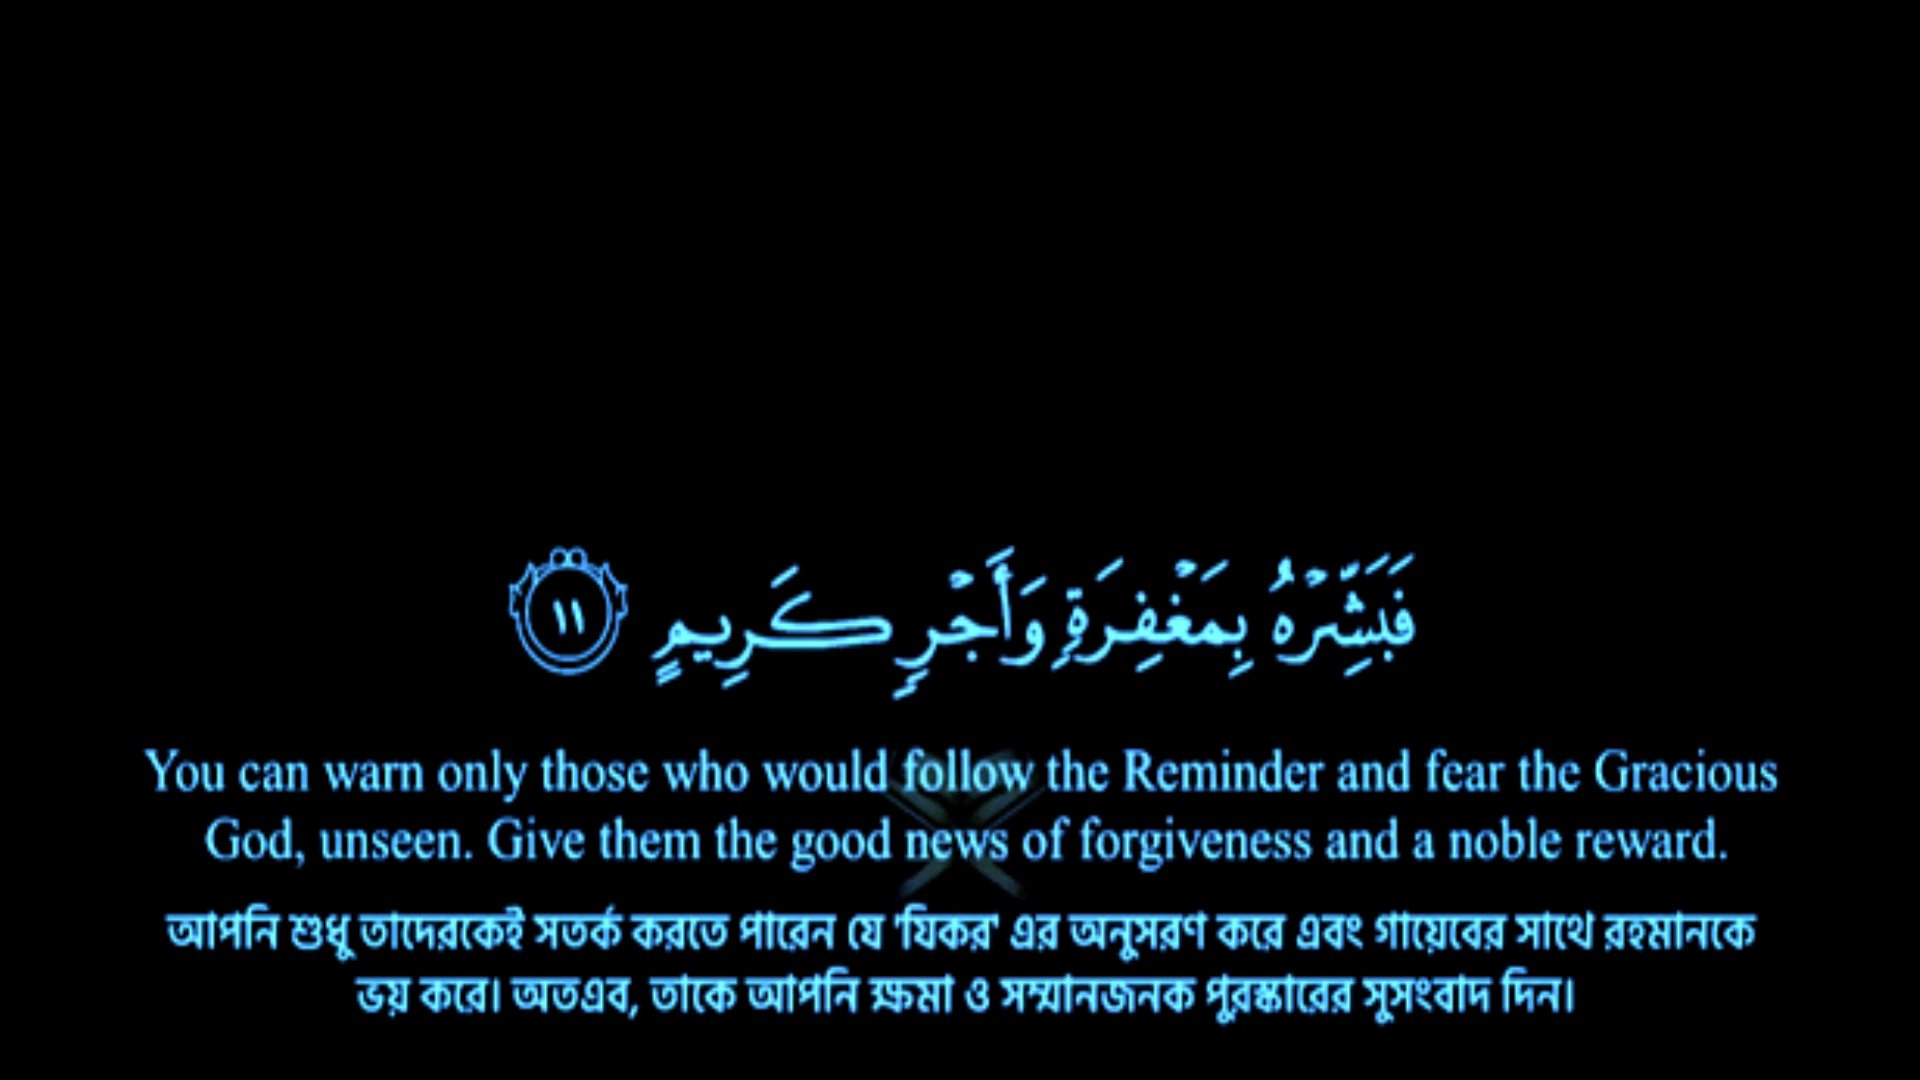 فَبَشِّرْهُ بِمَغْفِرَةٍ وَأَجْرٍ كَرِيمٍ ١١
You can warn only those who would follow the Reminder and fear the Gracious
God, unseen. Give them the good news of forgiveness and a noble reward.
আপনি শুধু তাদেরকেই সতর্ক করতে পারেন যে 'যিকর' এর অনুসরণ করে এবং গায়েবের সাথে রহমানকে
ভয় করে। অতএব, তাকে আপনি ক্ষমা ও সম্মানজনক পুরস্কারের সুসংবাদ দিন।